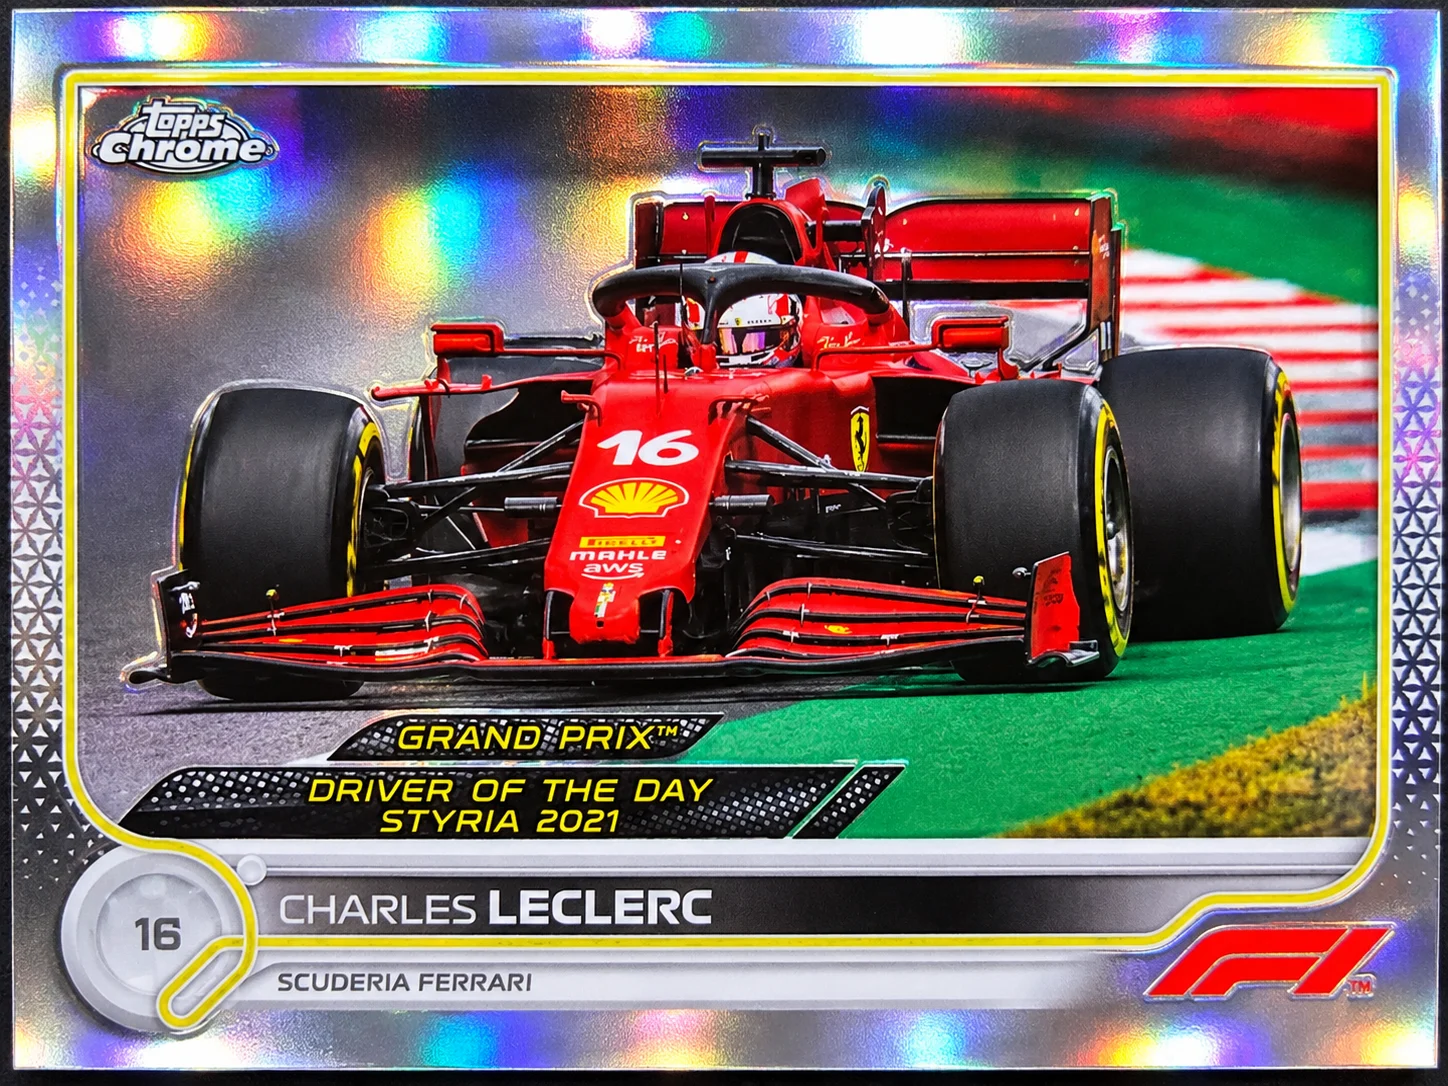 Topps
Chrome
16
PIRELLI
MAHLE
aws
GRAND PRIX™
DRIVER OF THE DAY
STYRIA 2021
CHARLES LECLERC
16
SCUDERIA FERRARI
F1™